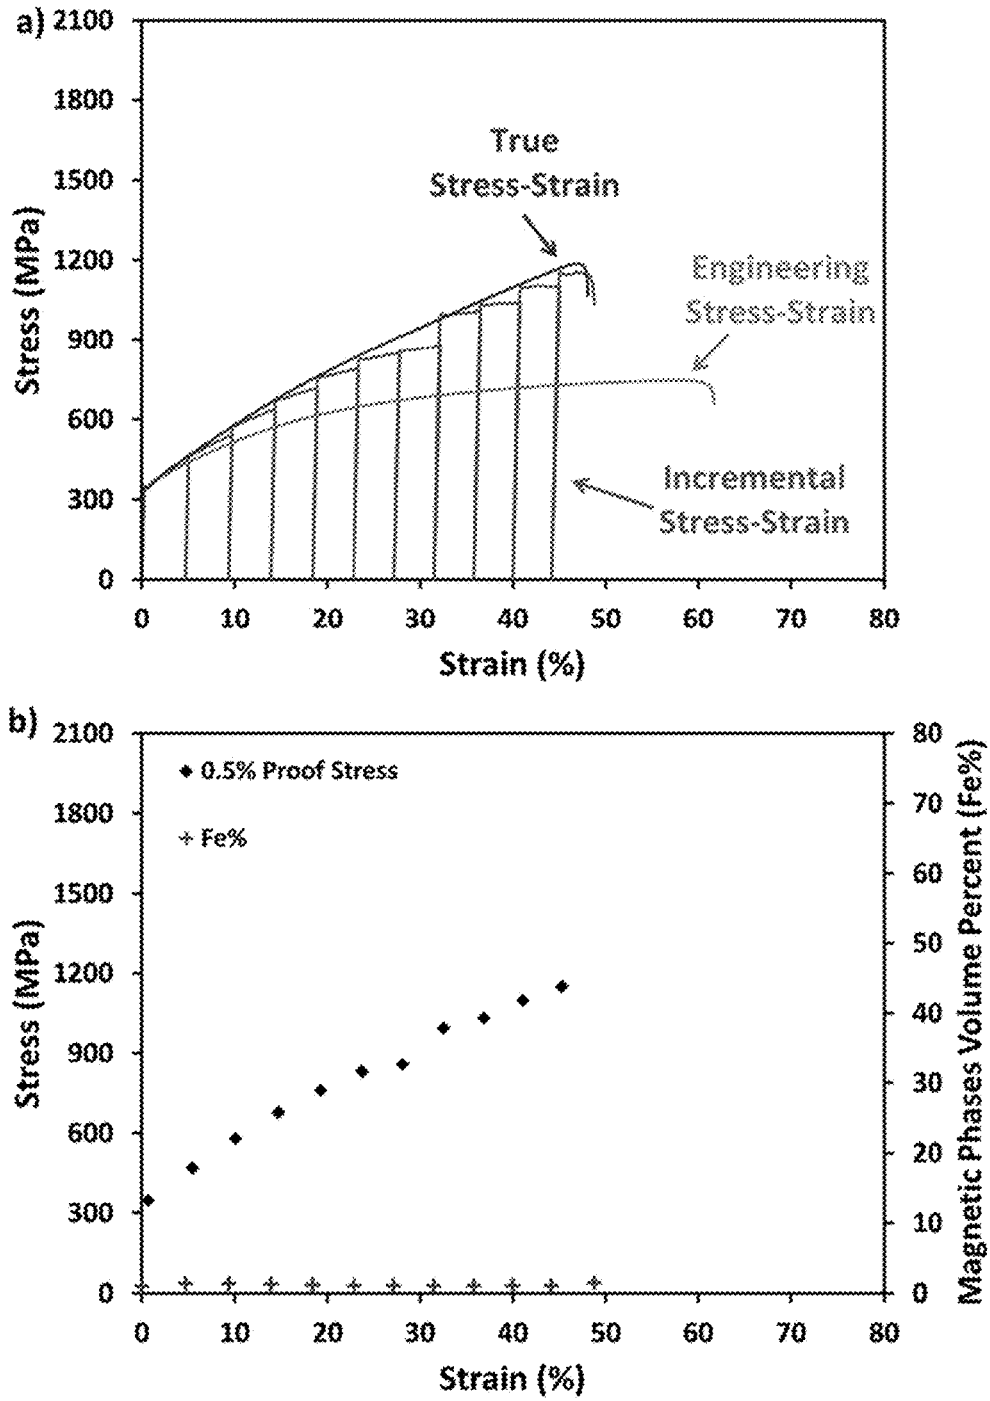 a)
2100
1800
1500
1200
900
600
300
0
Stress (MPa)
True
Stress-Strain
Engineering
Stress-Strain
Incremental
Stress-Strain
0 10 20 30 40 50 60 70 80
Strain (%)
b)
2100
1800
1500
1200
900
600
300
0
Stress (MPa)
0.5% Proof Stress
Fe%
80
70
60
50
40
30
20
10
0
Magnetic Phases Volume Percent (Fe%)
0 10 20 30 40 50 60 70 80
Strain (%)